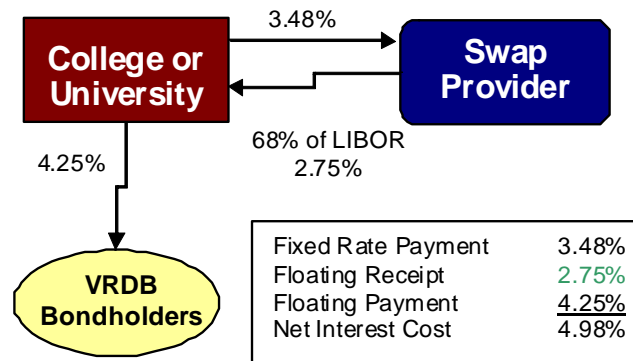 3.48%
College or
University
Swap
Provider
68% of LIBOR
2.75%
4.25%
VRDB
Bondholders
Fixed Rate Payment 3.48%
Floating Receipt 2.75%
Floating Payment 4.25%
Net Interest Cost 4.98%